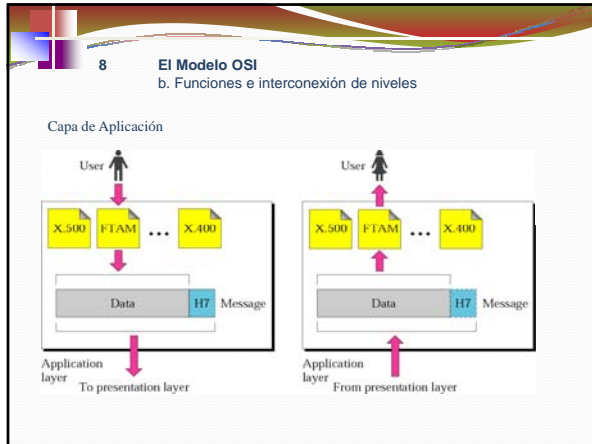 8 El Modelo OSI
b. Funciones e interconexión de niveles
Capa de Aplicación
User
X.500 FTAM ... X.400
Data H7 Message
Application
layer
To presentation layer
User
X.500 FTAM ... X.400
Data H7 Message
Application
layer
From presentation layer